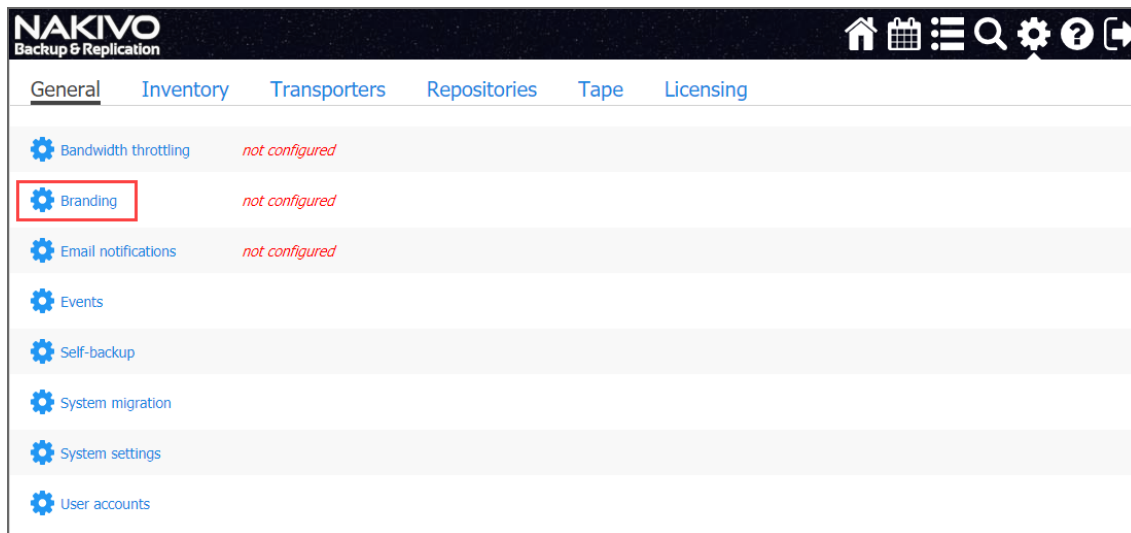 NAKIVO
Backup & Replication
General Inventory Transporters Repositories Tape Licensing
Bandwidth throttling not configured
Branding not configured
Email notifications not configured
Events
Self-backup
System migration
System settings
User accounts